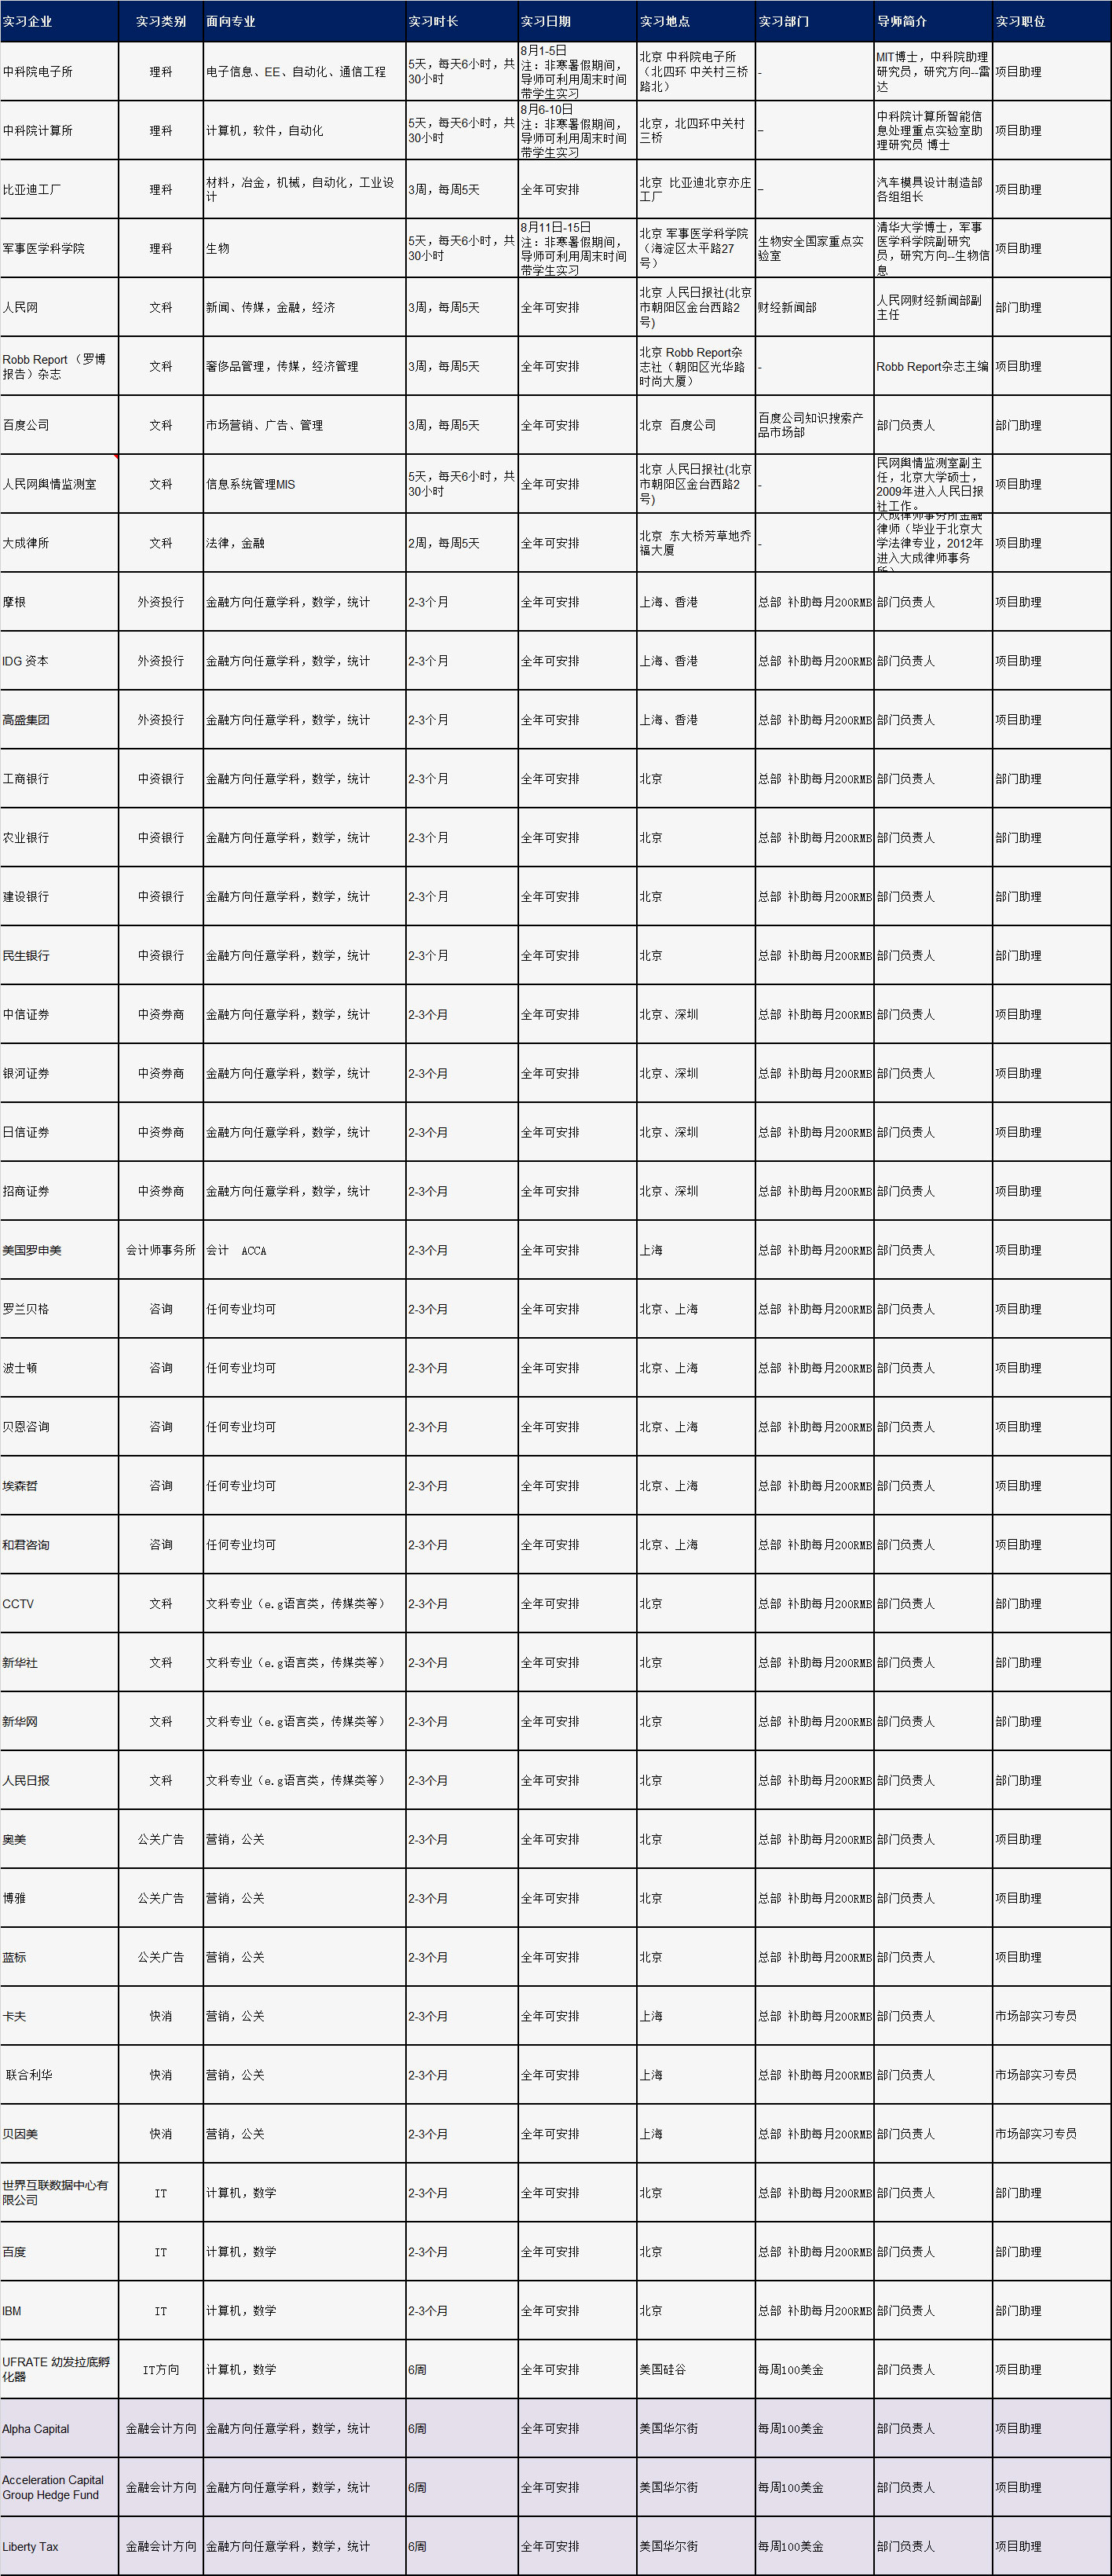 实习企业 实习类别 面向专业 实习时长 实习日期 实习地点 实习部门 导师简介 实习职位
中科院电子所 理科 电子信息、EE、自动化、通信工程 5天，每天6小时，共30小时 8月1-5日 注：非寒暑假期间，导师可利用周末时间带学生实习 北京 中科院电子所（北四环 中关村三桥路北） - MIT博士，中科院助理研究员，研究方向--雷达 项目助理
中科院计算所 理科 计算机，软件，自动化 5天，每天6小时，共30小时 8月6-10日 注：非寒暑假期间，导师可利用周末时间带学生实习 北京，北四环中关村三桥 – 中科院计算所智能信息处理重点实验室助理研究员 博士 项目助理
比亚迪工厂 理科 材料，冶金，机械，自动化，工业设计 3周，每周5天 全年可安排 北京 比亚迪北京亦庄工厂 – 汽车模具设计制造部各组组长 项目助理
军事医学科学院 理科 生物 5天，每天6小时，共30小时 8月11日-15日 注：非寒暑假期间，导师可利用周末时间带学生实习 北京 军事医学科学院（海淀区太平路27号） 生物安全国家重点实验室 清华大学博士，军事医学科学院副研究员，研究方向--生物信息 项目助理
人民网 文科 新闻、传媒，金融，经济 3周，每周5天 全年可安排 北京 人民日报社(北京市朝阳区金台西路2号) 财经新闻部 人民网财经新闻部副主任 部门助理
Robb Report （罗博报告）杂志 文科 奢侈品管理，传媒，经济管理 3周，每周5天 全年可安排 北京 Robb Report杂志社（朝阳区光华路时尚大厦） - Robb Report杂志主编 项目助理
百度公司 文科 市场营销、广告、管理 3周，每周5天 全年可安排 北京 百度公司 百度公司知识搜索产品市场部 部门负责人 部门助理
人民网舆情监测室 文科 信息系统管理MIS 5天，每天6小时，共30小时 全年可安排 北京 人民日报社(北京市朝阳区金台西路2号) - 民网舆情监测室副主任，北京大学硕士，2009年进入人民日报社工作。 项目助理
大成律所 文科 法律，金融 2周，每周5天 全年可安排 北京 东大桥芳草地乔福大厦 - 大成律师事务所金融律师（毕业于北京大学法律专业，2012年进入大成律师事务所） 项目助理
摩根 外资投行 金融方向任意学科，数学，统计 2-3个月 全年可安排 上海、香港 总部 补助每月200RMB 部门负责人 项目助理
IDG 资本 外资投行 金融方向任意学科，数学，统计 2-3个月 全年可安排 上海、香港 总部 补助每月200RMB 部门负责人 项目助理
高盛集团 外资投行 金融方向任意学科，数学，统计 2-3个月 全年可安排 上海、香港 总部 补助每月200RMB 部门负责人 项目助理
工商银行 中资银行 金融方向任意学科，数学，统计 2-3个月 全年可安排 北京 总部 补助每月200RMB 部门负责人 部门助理
农业银行 中资银行 金融方向任意学科，数学，统计 2-3个月 全年可安排 北京 总部 补助每月200RMB 部门负责人 部门助理
建设银行 中资银行 金融方向任意学科，数学，统计 2-3个月 全年可安排 北京 总部 补助每月200RMB 部门负责人 部门助理
民生银行 中资银行 金融方向任意学科，数学，统计 2-3个月 全年可安排 北京 总部 补助每月200RMB 部门负责人 部门助理
中信证券 中资券商 金融方向任意学科，数学，统计 2-3个月 全年可安排 北京、深圳 总部 补助每月200RMB 部门负责人 项目助理
银河证券 中资券商 金融方向任意学科，数学，统计 2-3个月 全年可安排 北京、深圳 总部 补助每月200RMB 部门负责人 项目助理
日信证券 中资券商 金融方向任意学科，数学，统计 2-3个月 全年可安排 北京、深圳 总部 补助每月200RMB 部门负责人 项目助理
招商证券 中资券商 金融方向任意学科，数学，统计 2-3个月 全年可安排 北京、深圳 总部 补助每月200RMB 部门负责人 项目助理
美国罗申美 会计师事务所 会计 ACCA 2-3个月 全年可安排 上海 总部 补助每月200RMB 部门负责人 项目助理
罗兰贝格 咨询 任何专业均可 2-3个月 全年可安排 北京、上海 总部 补助每月200RMB 部门负责人 项目助理
波士顿 咨询 任何专业均可 2-3个月 全年可安排 北京、上海 总部 补助每月200RMB 部门负责人 项目助理
贝恩咨询 咨询 任何专业均可 2-3个月 全年可安排 北京、上海 总部 补助每月200RMB 部门负责人 项目助理
埃森哲 咨询 任何专业均可 2-3个月 全年可安排 北京、上海 总部 补助每月200RMB 部门负责人 项目助理
和君咨询 咨询 任何专业均可 2-3个月 全年可安排 北京、上海 总部 补助每月200RMB 部门负责人 项目助理
CCTV 文科 文科专业（e.g语言类，传媒类等） 2-3个月 全年可安排 北京 总部 补助每月200RMB 部门负责人 部门助理
新华社 文科 文科专业（e.g语言类，传媒类等） 2-3个月 全年可安排 北京 总部 补助每月200RMB 部门负责人 部门助理
新华网 文科 文科专业（e.g语言类，传媒类等） 2-3个月 全年可安排 北京 总部 补助每月200RMB 部门负责人 部门助理
人民日报 文科 文科专业（e.g语言类，传媒类等） 2-3个月 全年可安排 北京 总部 补助每月200RMB 部门负责人 部门助理
奥美 公关广告 营销，公关 2-3个月 全年可安排 北京 总部 补助每月200RMB 部门负责人 项目助理
博雅 公关广告 营销，公关 2-3个月 全年可安排 北京 总部 补助每月200RMB 部门负责人 项目助理
蓝标 公关广告 营销，公关 2-3个月 全年可安排 北京 总部 补助每月200RMB 部门负责人 项目助理
卡夫 快消 营销，公关 2-3个月 全年可安排 上海 总部 补助每月200RMB 部门负责人 市场部实习专员
联合利华 快消 营销，公关 2-3个月 全年可安排 上海 总部 补助每月200RMB 部门负责人 市场部实习专员
贝因美 快消 营销，公关 2-3个月 全年可安排 上海 总部 补助每月200RMB 部门负责人 市场部实习专员
世界互联数据中心有限公司 IT 计算机，数学 2-3个月 全年可安排 北京 总部 补助每月200RMB 部门负责人 部门助理
百度 IT 计算机，数学 2-3个月 全年可安排 北京 总部 补助每月200RMB 部门负责人 部门助理
IBM IT 计算机，数学 2-3个月 全年可安排 北京 总部 补助每月200RMB 部门负责人 部门助理
UFRATE 幼发拉底孵化器 IT方向 计算机，数学 6周 全年可安排 美国硅谷 每周100美金 部门负责人 项目助理
Alpha Capital 金融会计方向 金融方向任意学科，数学，统计 6周 全年可安排 美国华尔街 每周100美金 部门负责人 项目助理
Acceleration Capital Group Hedge Fund 金融会计方向 金融方向任意学科，数学，统计 6周 全年可安排 美国华尔街 每周100美金 部门负责人 项目助理
Liberty Tax 金融会计方向 金融方向任意学科，数学，统计 6周 全年可安排 美国华尔街 每周100美金 部门负责人 项目助理